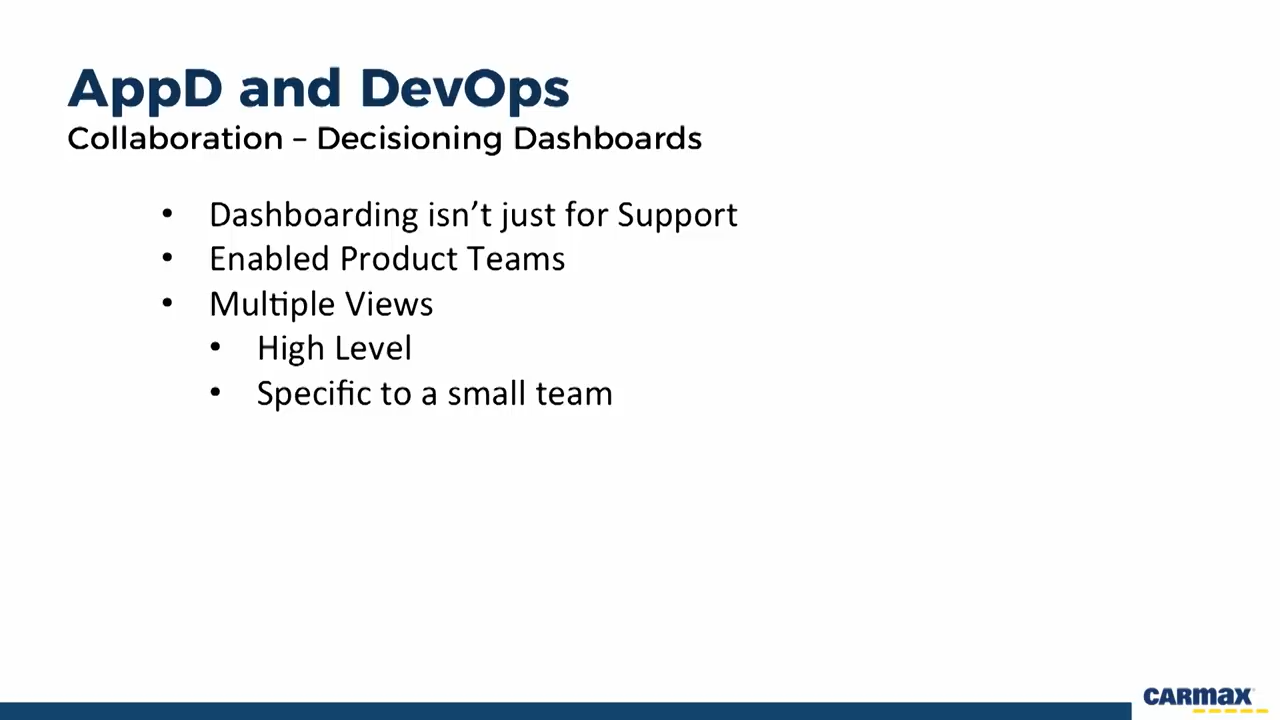 AppD and DevOps
Collaboration – Decisioning Dashboards
• Dashboarding isn’t just for Support
• Enabled Product Teams
• Multiple Views
• High Level
• Specific to a small team
CARMAX